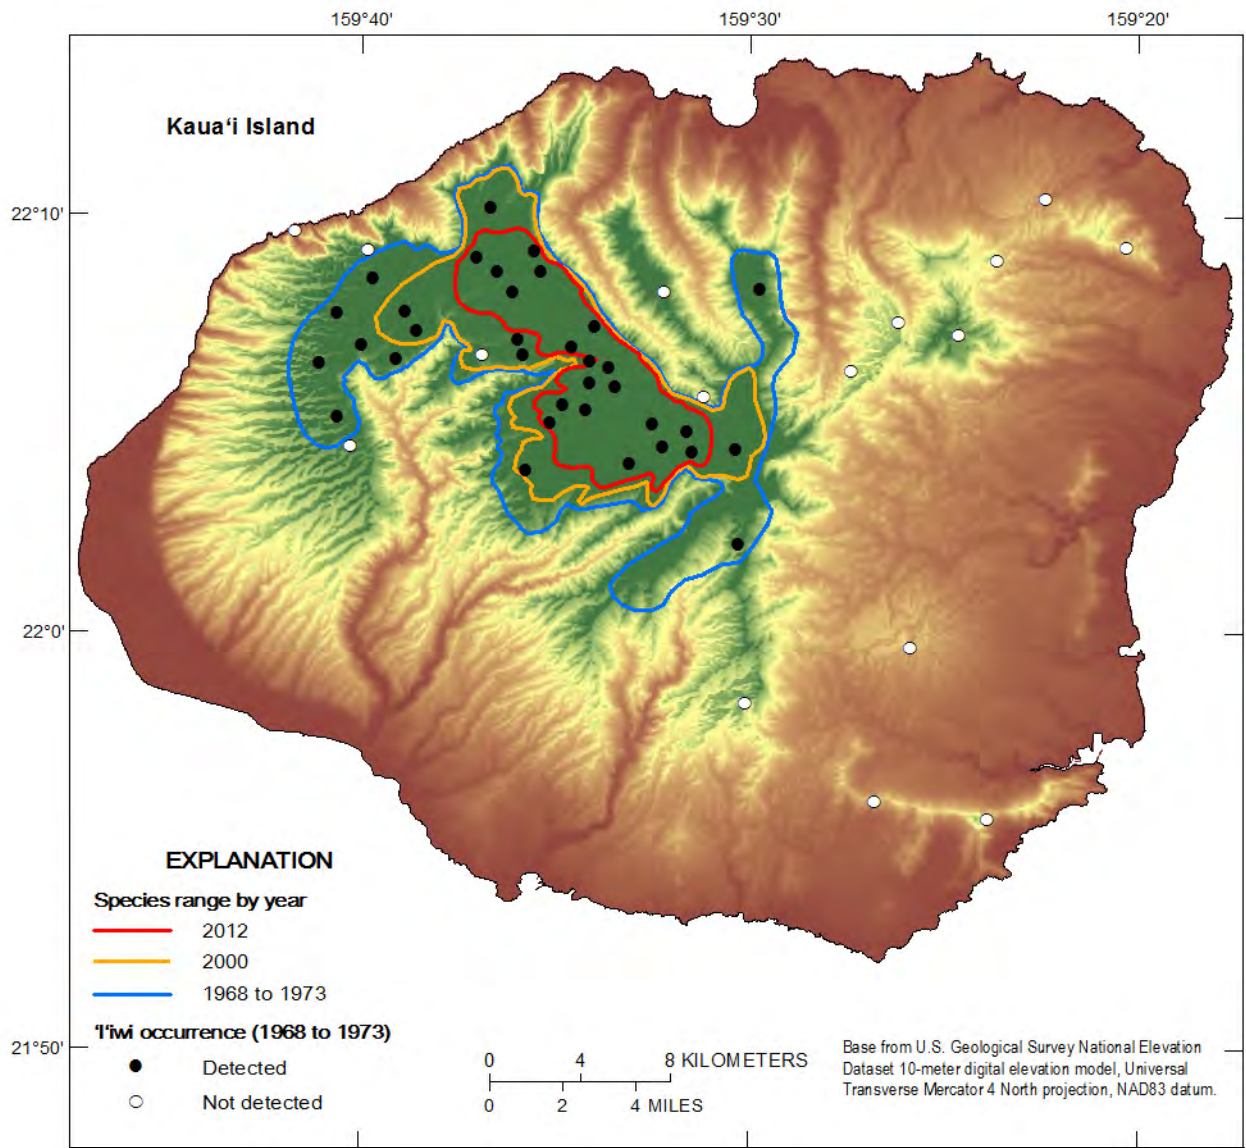 159°40'
159°30'
159°20'
Kauaʻi Island
22°10'
22°0'
21°50'
EXPLANATION
Species range by year
2012
2000
1968 to 1973
ʻIʻiwi occurrence (1968 to 1973)
Detected
Not detected
0 4 8 KILOMETERS
0 2 4 MILES
Base from U.S. Geological Survey National Elevation
Dataset 10-meter digital elevation model, Universal
Transverse Mercator 4 North projection, NAD83 datum.